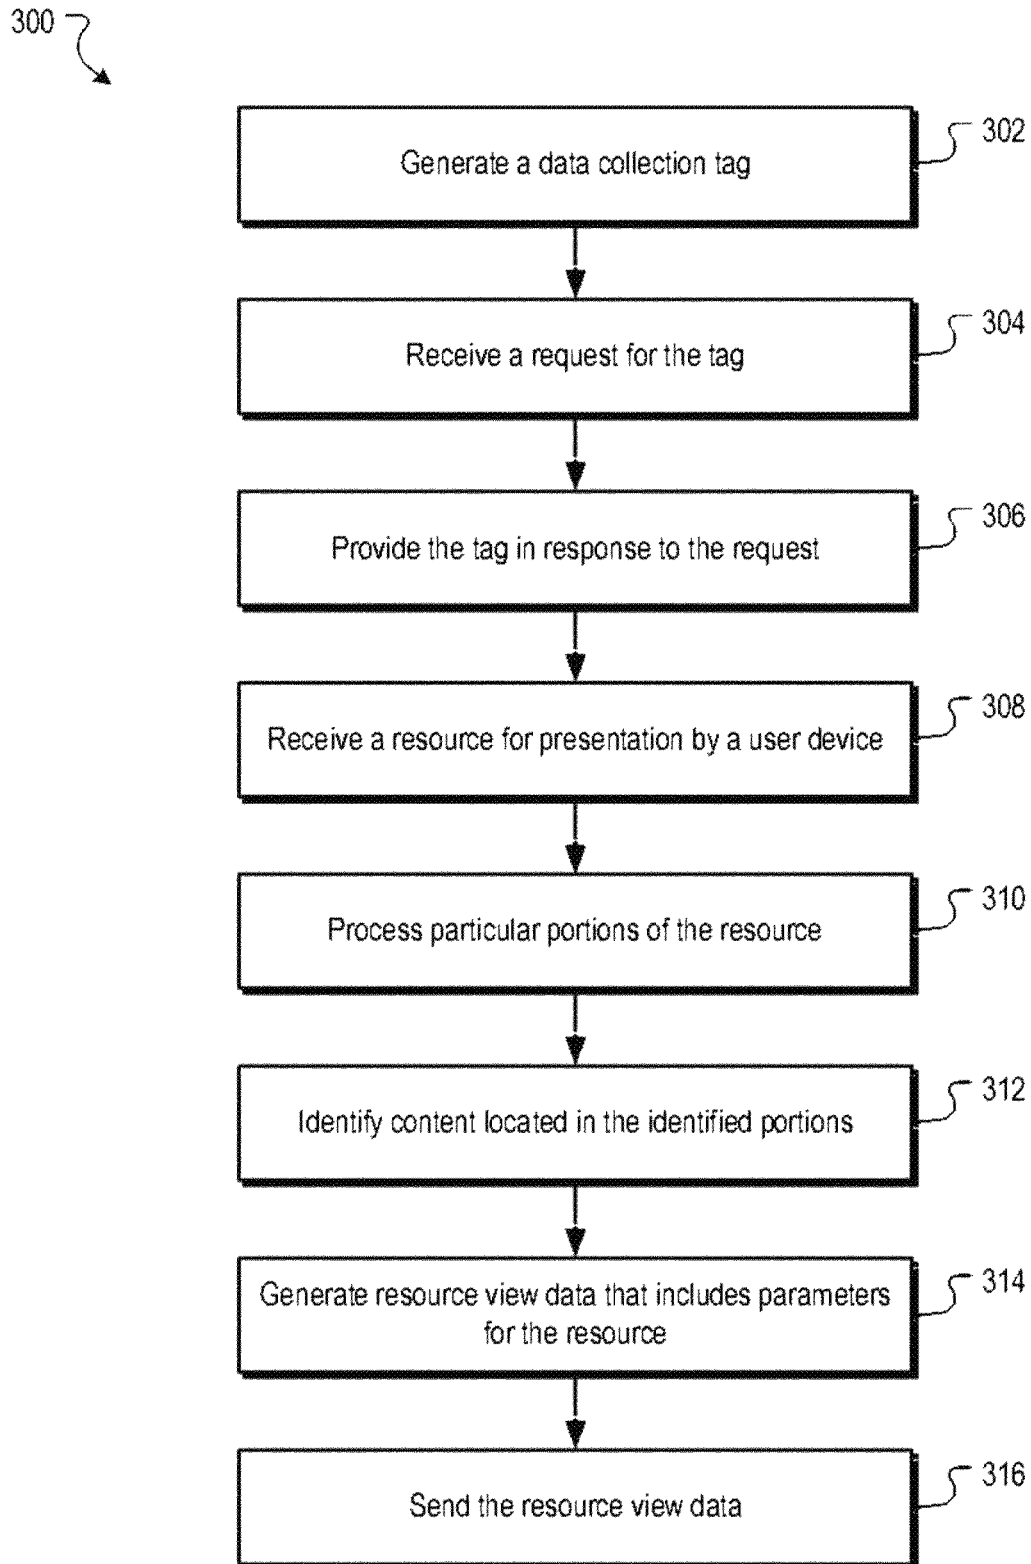 300
302
Generate a data collection tag
304
Receive a request for the tag
306
Provide the tag in response to the request
308
Receive a resource for presentation by a user device
310
Process particular portions of the resource
312
Identify content located in the identified portions
314
Generate resource view data that includes parameters
for the resource
316
Send the resource view data